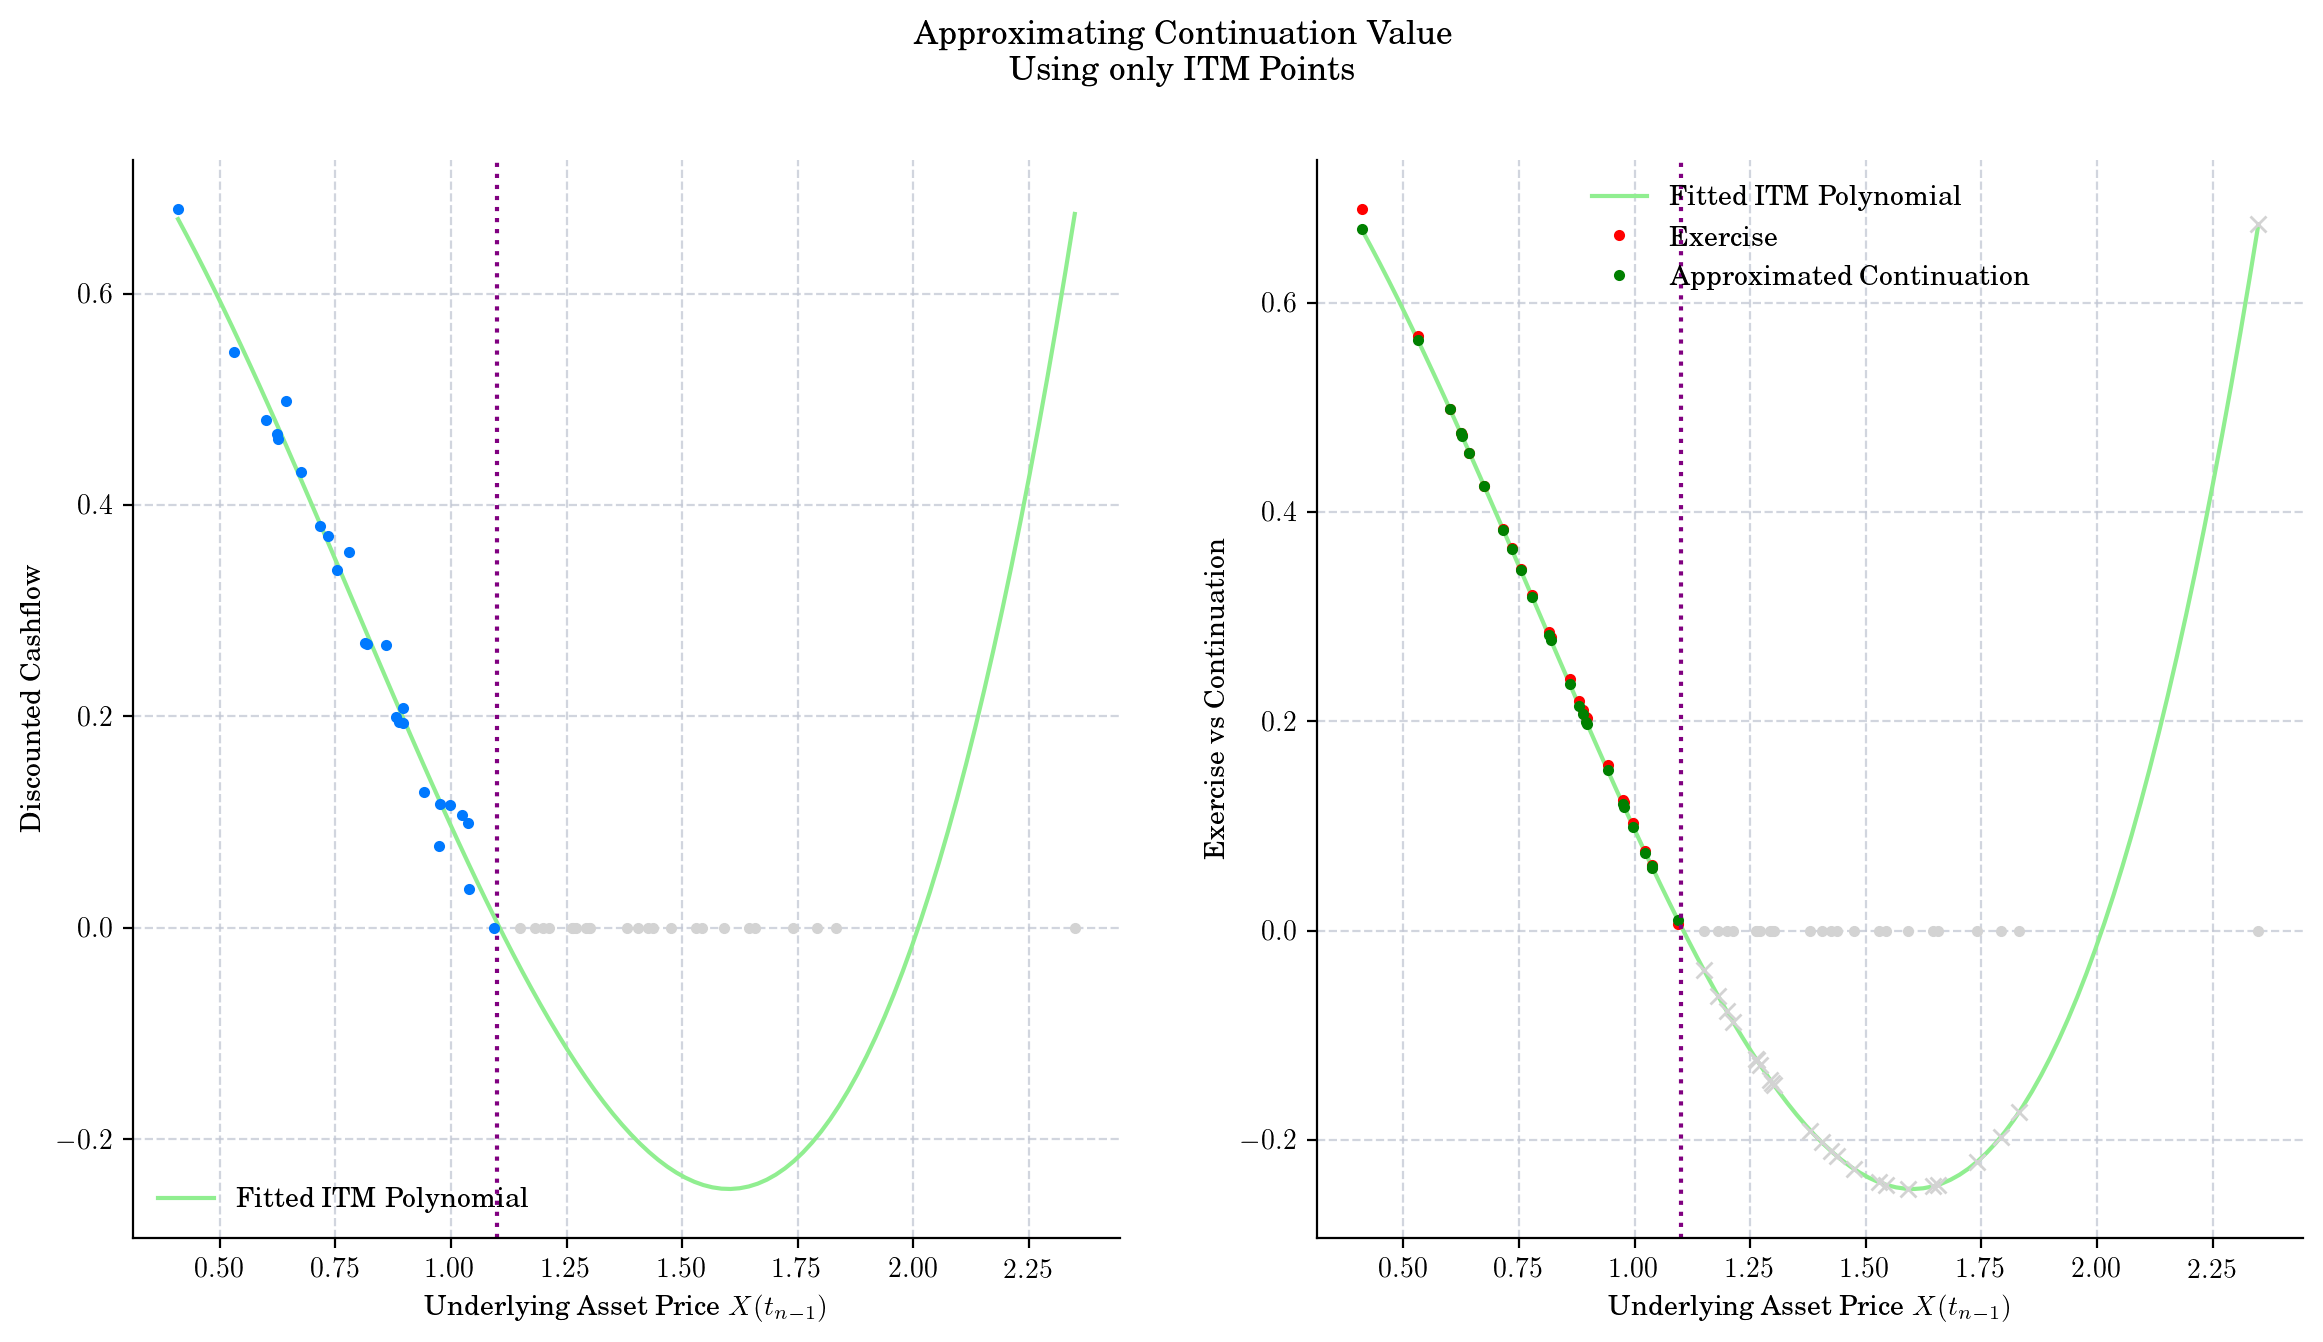 Approximating Continuation Value
Using only ITM Points
Discounted Cashflow
0.6
0.4
0.2
0.0
−0.2
Fitted ITM Polynomial
0.50 0.75 1.00 1.25 1.50 1.75 2.00 2.25
Underlying Asset Price X(tₙ₋₁)
Exercise vs Continuation
Fitted ITM Polynomial
Exercise
Approximated Continuation
0.6
0.4
0.2
0.0
−0.2
0.50 0.75 1.00 1.25 1.50 1.75 2.00 2.25
Underlying Asset Price X(tₙ₋₁)